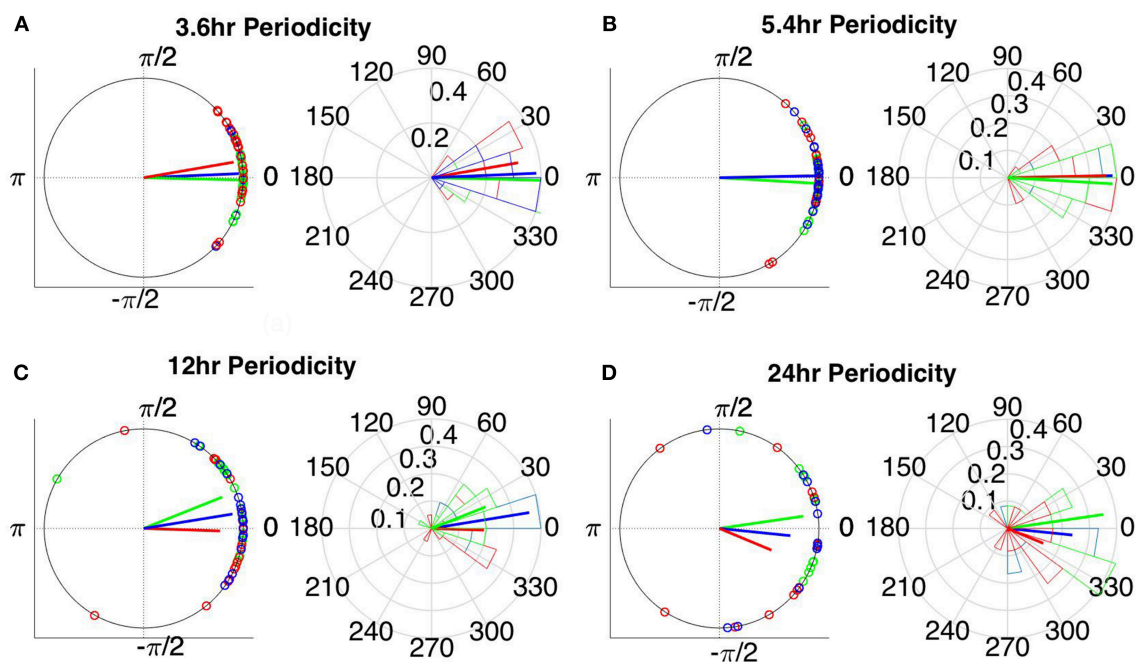 A 3.6hr Periodicity
π/2
π 0
-π/2
90
120 60
0.4
150 30
0.2
180 0
210 330
240 300
270
B 5.4hr Periodicity
π/2
π 0
-π/2
90
120 60
0.4
0.3
150 30
0.2
0.1
180 0
210 330
240 300
270
(a)
C 12hr Periodicity
π/2
π 0
-π/2
90
120 60
0.4
0.3
150 30
0.2
0.1
180 0
210 330
240 300
270
D 24hr Periodicity
π/2
π 0
-π/2
90
120 60
0.4
0.3
150 30
0.2
0.1
180 0
210 330
240 300
270